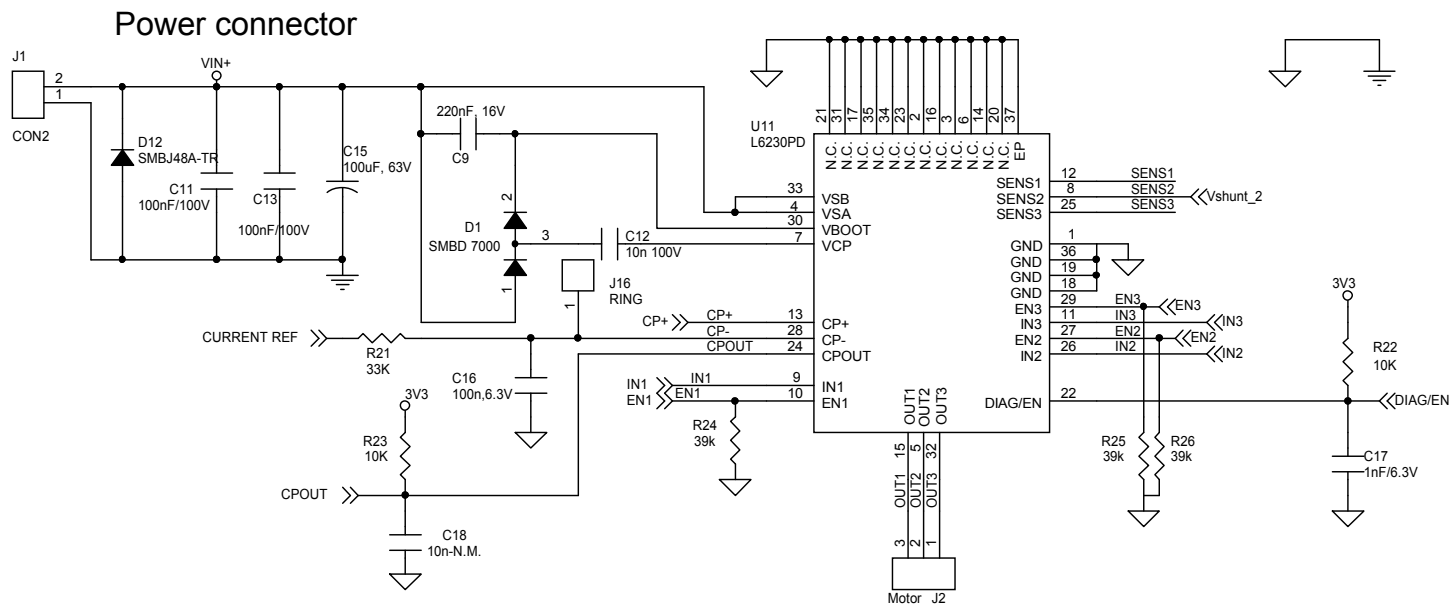 Power connector
J1
2
1
CON2
VIN+
D12
SMBJ48A-TR
C11
100nF/100V
C13
100nF/100V
C15
100uF, 63V
220nF, 16V
C9
2
D1
SMBD 7000
3
1
C12
10n 100V
J16
RING
1
U11
L6230PD
21
31
17
35
34
23
2
16
3
6
14
20
37
N.C.
N.C.
N.C.
N.C.
N.C.
N.C.
N.C.
N.C.
N.C.
N.C.
N.C.
N.C.
EP
33
VSB
4
VSA
30
VBOOT
7
VCP
CP+
CP+
13
CP+
CP-
28
CP-
CPOUT
24
CPOUT
IN1
IN1
9
IN1
EN1
EN1
10
EN1
CURRENT REF
R21
33K
C16
100n,6.3V
3V3
R23
10K
CPOUT
C18
10n-N.M.
R24
39k
SENS1
12
SENS1
SENS2
8
SENS2
Vshunt_2
SENS3
25
SENS3
GND
1
GND
36
GND
19
GND
18
EN3
29
EN3
EN3
IN3
11
IN3
IN3
EN2
27
EN2
EN2
IN2
26
IN2
IN2
DIAG/EN
22
DIAG/EN
3V3
R22
10K
C17
1nF/6.3V
R25
39k
R26
39k
OUT1
OUT2
OUT3
15
5
32
OUT1
OUT2
OUT3
3
2
1
Motor J2